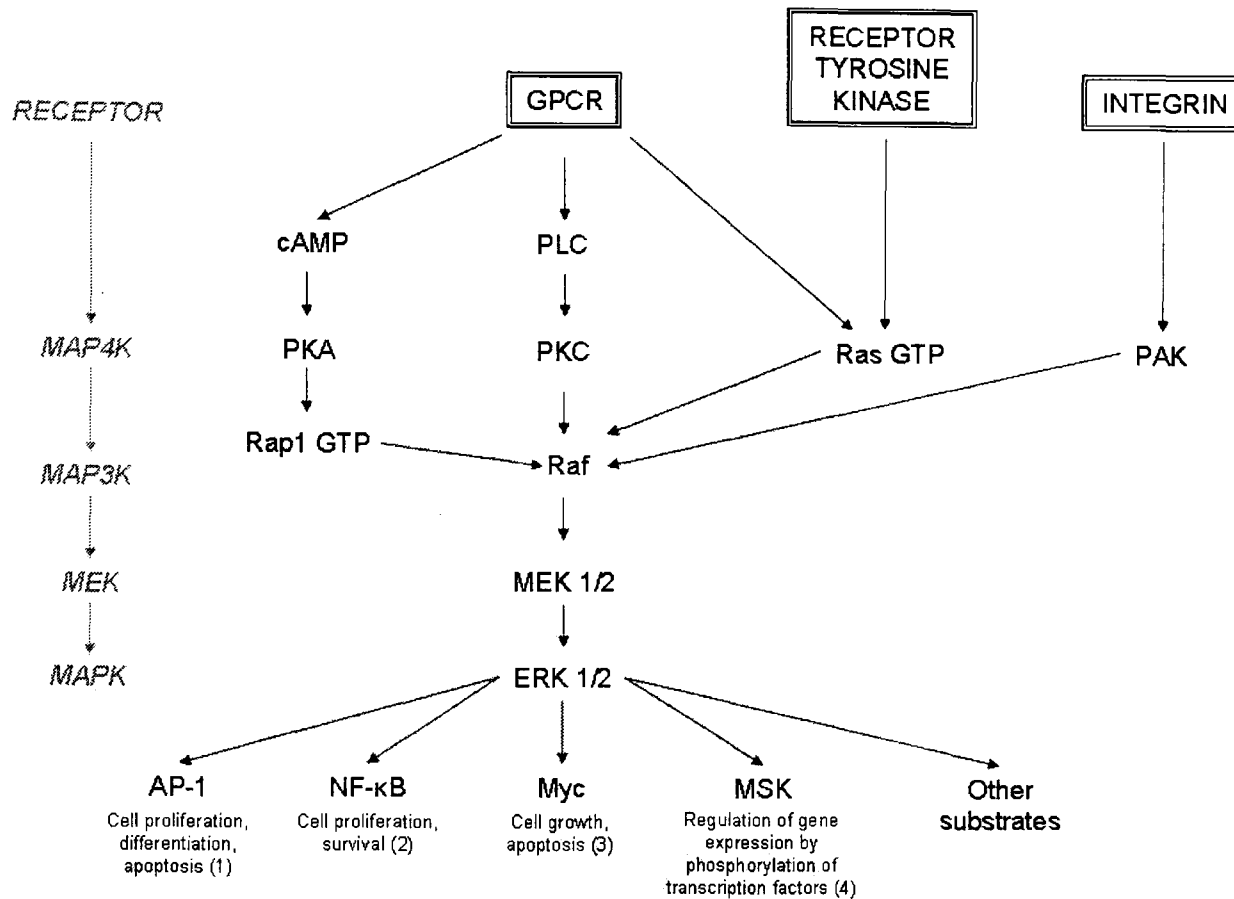 RECEPTOR
TYROSINE
KINASE
GPCR
INTEGRIN
RECEPTOR
cAMP
PLC
MAP4K
PKA
PKC
Ras GTP
PAK
Rap1 GTP
Raf
MAP3K
MEK
MEK 1/2
MAPK
ERK 1/2
AP-1
Cell proliferation,
differentiation,
apoptosis (1)
NF-κB
Cell proliferation,
survival (2)
Myc
Cell growth,
apoptosis (3)
MSK
Regulation of gene
expression by
phosphorylation of
transcription factors (4)
Other
substrates